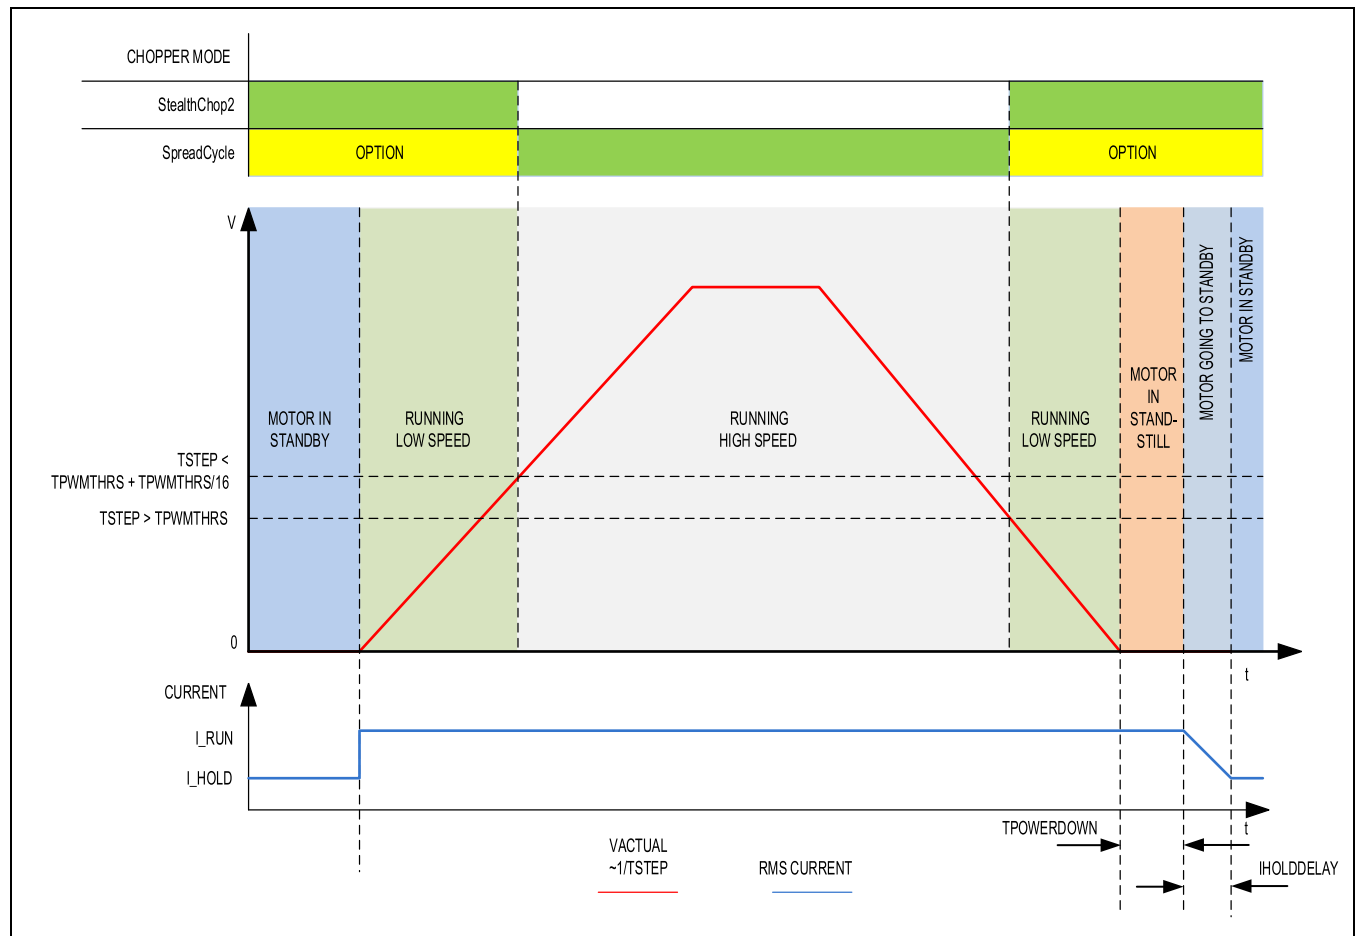 CHOPPER MODE
StealthChop2
SpreadCycle
OPTION
OPTION
V
MOTOR IN
STANDBY
RUNNING
LOW SPEED
RUNNING
HIGH SPEED
RUNNING
LOW SPEED
MOTOR
IN
STAND-
STILL
MOTOR GOING TO STANDBY
MOTOR IN STANDBY
TSTEP <
TPWMTHRS + TPWMTHRS/16
TSTEP > TPWMTHRS
0
t
CURRENT
I_RUN
I_HOLD
t
TPOWERDOWN
IHOLDDELAY
VACTUAL
~1/TSTEP
RMS CURRENT